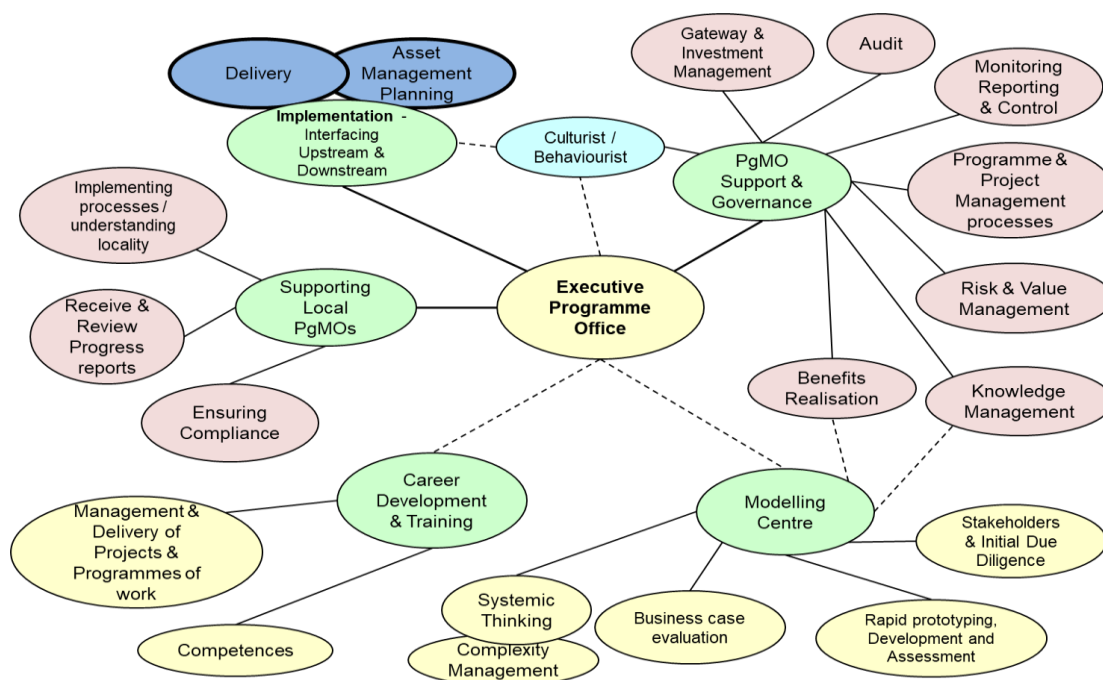 Delivery
Asset
Management
Planning
Gateway &
Investment
Management
Audit
Monitoring
Reporting
& Control
Implementation -
Interfacing
Upstream &
Downstream
Culturist /
Behaviourist
PgMO
Support &
Governance
Programme &
Project
Management
processes
Implementing
processes /
understanding
locality
Supporting
Local
PgMOs
Executive
Programme
Office
Risk & Value
Management
Receive &
Review
Progress
reports
Benefits
Realisation
Knowledge
Management
Ensuring
Compliance
Career
Development
& Training
Modelling
Centre
Management &
Delivery of
Projects &
Programmes of
work
Stakeholders
& Initial Due
Diligence
Systemic
Thinking
Business case
evaluation
Rapid prototyping,
Development and
Assessment
Competences
Complexity
Management